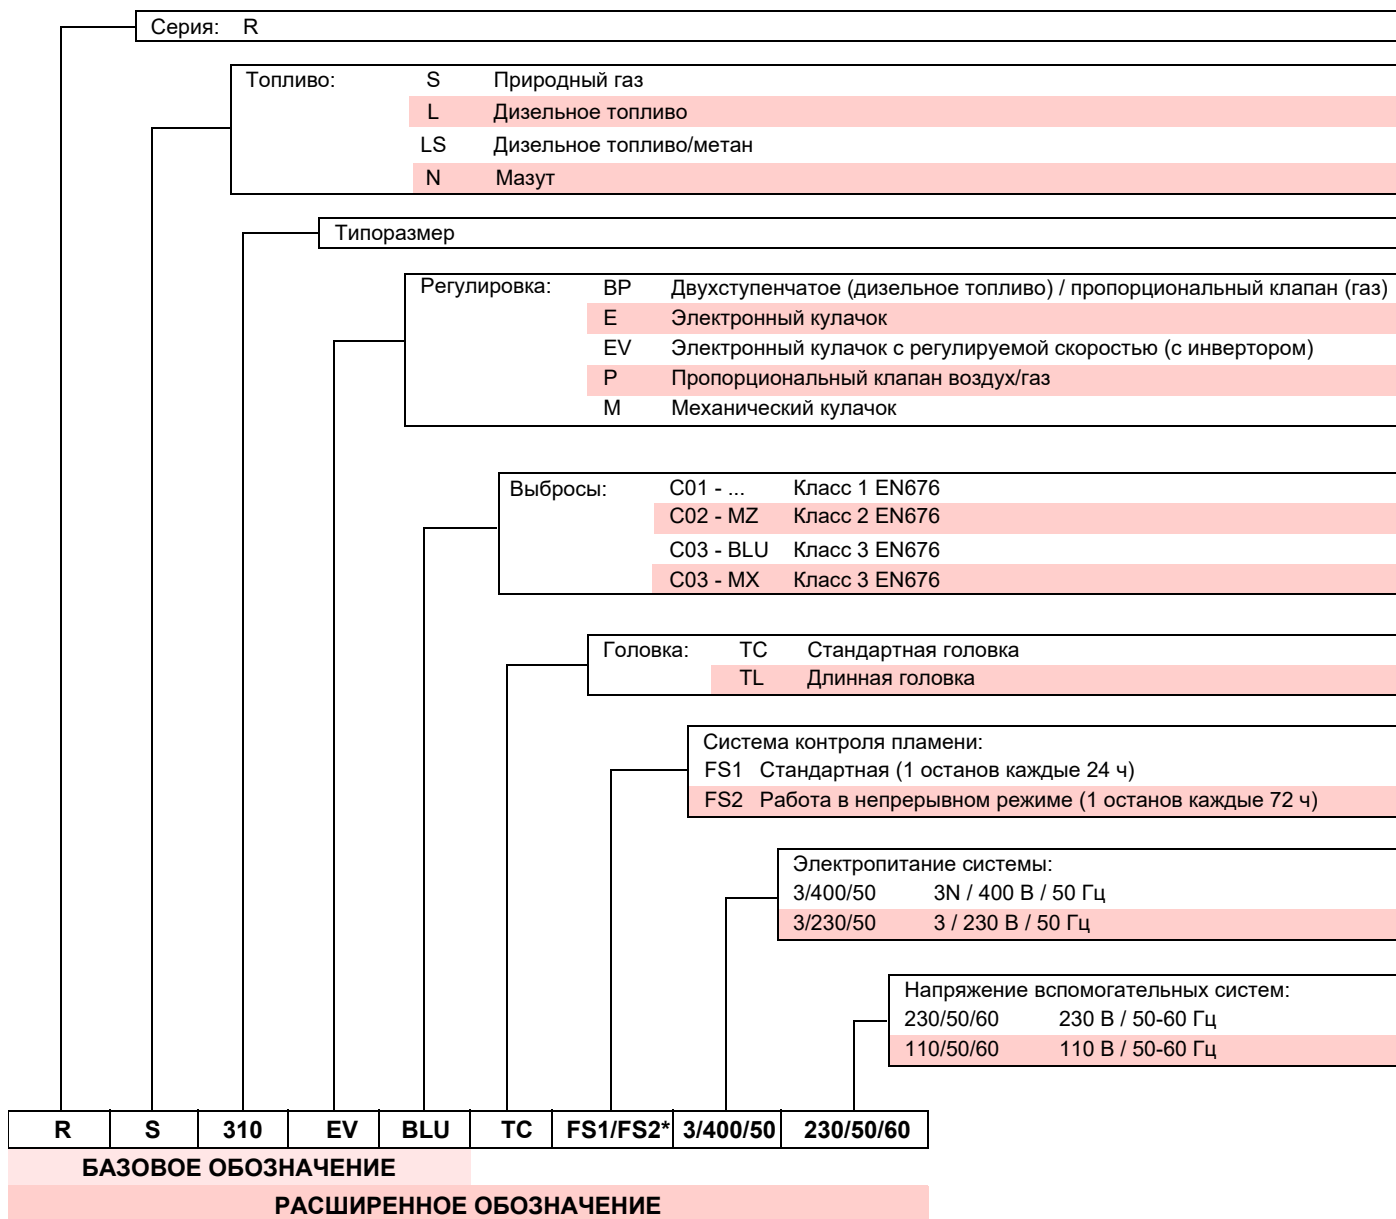 Серия: R
Топливо: S Природный газ
L Дизельное топливо
LS Дизельное топливо/метан
N Мазут
Типоразмер
Регулировка: BP Двухступенчатое (дизельное топливо) / пропорциональный клапан (газ)
E Электронный кулачок
EV Электронный кулачок с регулируемой скоростью (с инвертором)
P Пропорциональный клапан воздух/газ
M Механический кулачок
Выбросы: C01 - ... Класс 1 EN676
C02 - MZ Класс 2 EN676
C03 - BLU Класс 3 EN676
C03 - MX Класс 3 EN676
Головка: TC Стандартная головка
TL Длинная головка
Система контроля пламени:
FS1 Стандартная (1 останов каждые 24 ч)
FS2 Работа в непрерывном режиме (1 останов каждые 72 ч)
Электропитание системы:
3/400/50 3N / 400 В / 50 Гц
3/230/50 3 / 230 В / 50 Гц
Напряжение вспомогательных систем:
230/50/60 230 В / 50-60 Гц
110/50/60 110 В / 50-60 Гц
R S 310 EV BLU TC FS1/FS2* 3/400/50 230/50/60
БАЗОВОЕ ОБОЗНАЧЕНИЕ
РАСШИРЕННОЕ ОБОЗНАЧЕНИЕ